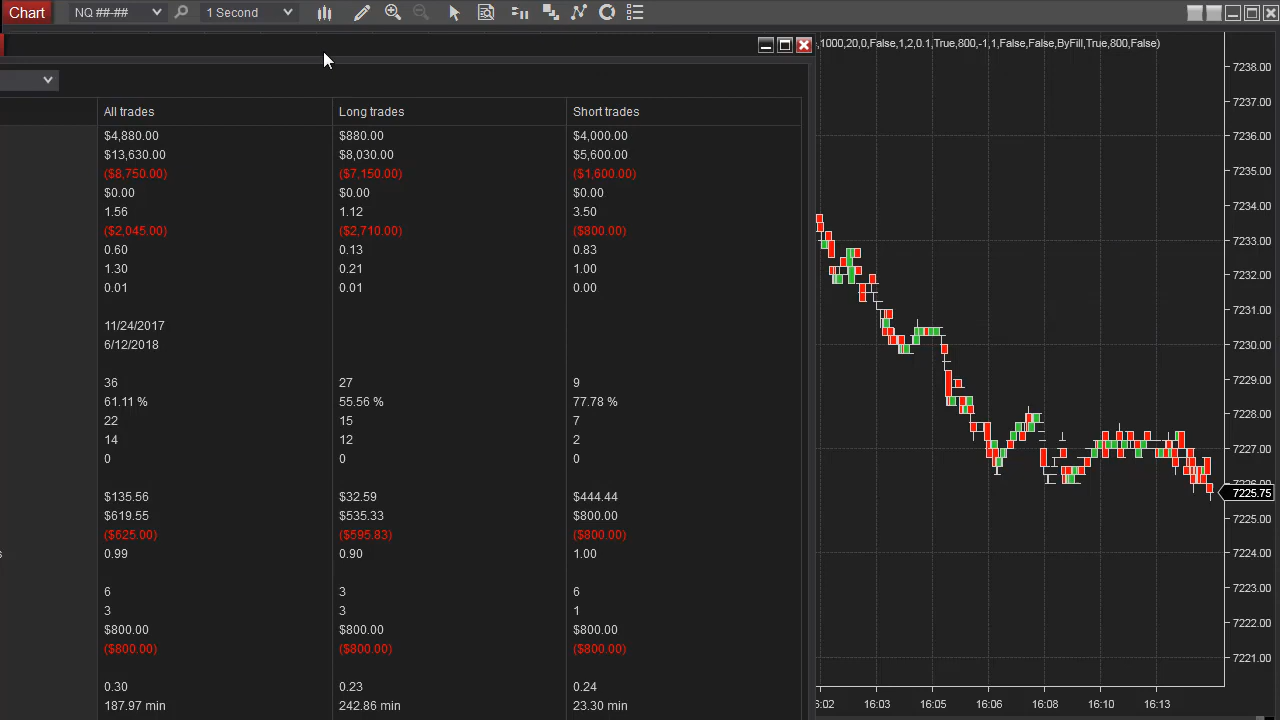 Chart NQ ##-## 1 Second
,1000,20,0,False,1,2,0.1,True,800,-1,1,False,False,ByFill,True,800,False)
All trades Long trades Short trades
$4,880.00 $880.00 $4,000.00
$13,630.00 $8,030.00 $5,600.00
($8,750.00) ($7,150.00) ($1,600.00)
$0.00 $0.00 $0.00
1.56 1.12 3.50
($2,045.00) ($2,710.00) ($800.00)
0.60 0.13 0.83
1.30 0.21 1.00
0.01 0.01 0.00
11/24/2017
6/12/2018
36 27 9
61.11 % 55.56 % 77.78 %
22 15 7
14 12 2
0 0 0
$135.56 $32.59 $444.44
$619.55 $535.33 $800.00
($625.00) ($595.83) ($800.00)
s 0.99 0.90 1.00
6 3 6
3 3 1
$800.00 $800.00 $800.00
($800.00) ($800.00) ($800.00)
0.30 0.23 0.24
187.97 min 242.86 min 23.30 min
7238.00
7237.00
7236.00
7235.00
7234.00
7233.00
7232.00
7231.00
7230.00
7229.00
7228.00
7227.00
7225.75
7225.00
7224.00
7223.00
7222.00
7221.00
16:03 16:05 16:06 16:08 16:10 16:13